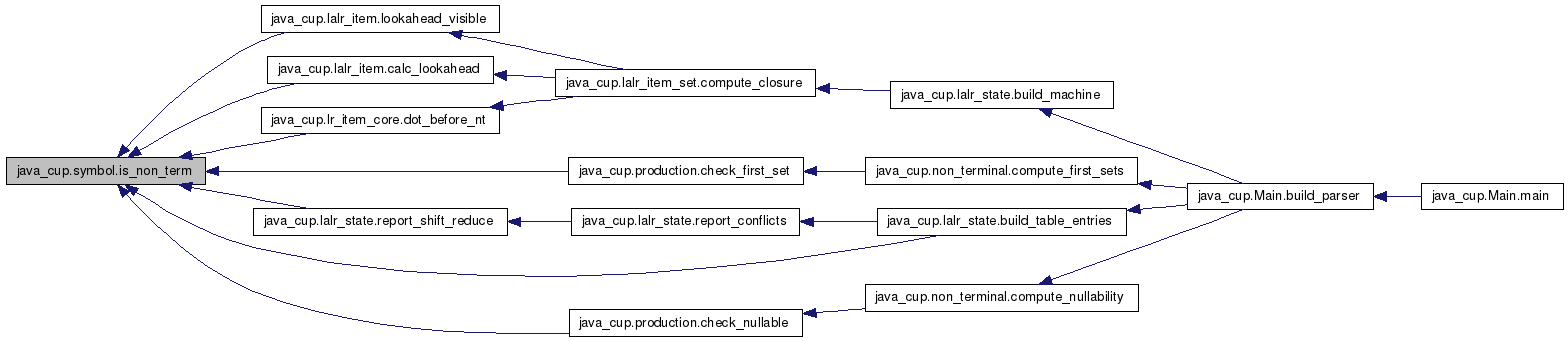 java_cup.lalr_item.lookahead_visible
java_cup.lalr_item.calc_lookahead
java_cup.lalr_item_set.compute_closure
java_cup.lalr_state.build_machine
java_cup.lr_item_core.dot_before_nt
java_cup.symbol.is_non_term
java_cup.production.check_first_set
java_cup.non_terminal.compute_first_sets
java_cup.Main.build_parser
java_cup.Main.main
java_cup.lalr_state.report_shift_reduce
java_cup.lalr_state.report_conflicts
java_cup.lalr_state.build_table_entries
java_cup.non_terminal.compute_nullability
java_cup.production.check_nullable